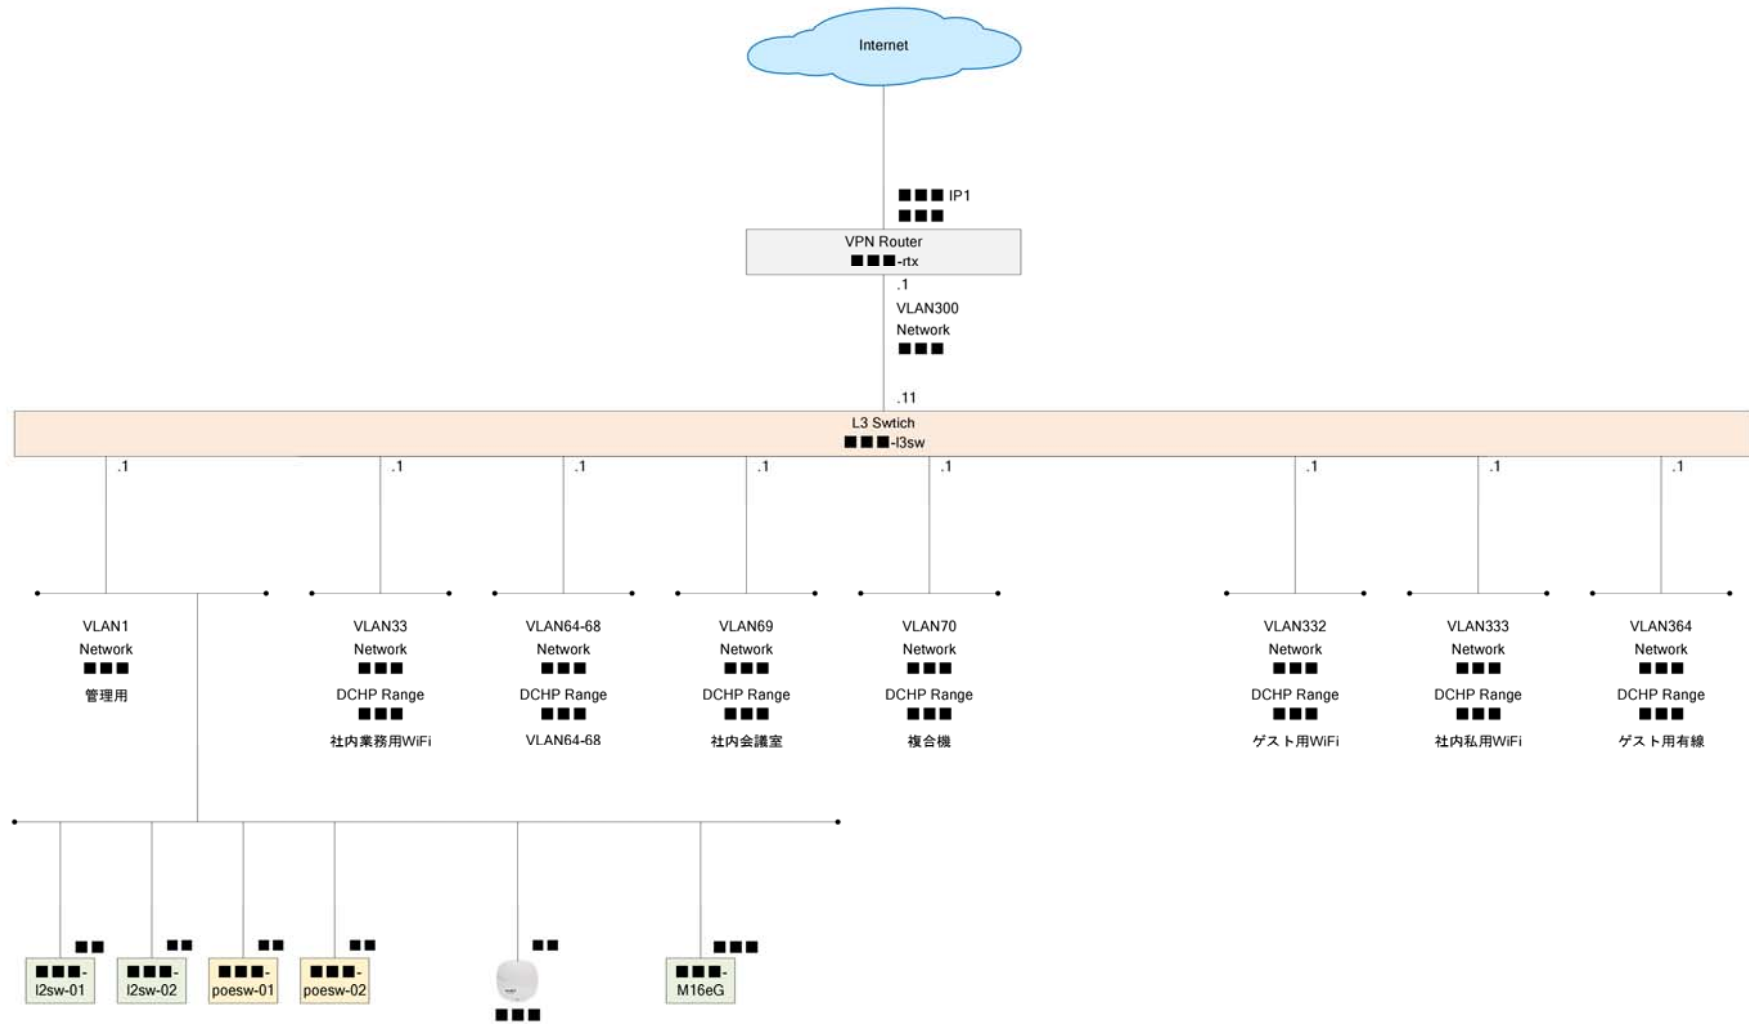 Internet
■■■ IP1
■■■
VPN Router
■■■-rtx
.1
VLAN300
Network
■■■
.11
L3 Swtich
■■■-l3sw
.1
.1
.1
.1
.1
.1
.1
.1
VLAN1
Network
■■■
管理用
VLAN33
Network
■■■
DCHP Range
■■■
社内業務用WiFi
VLAN64-68
Network
■■■
DCHP Range
■■■
VLAN64-68
VLAN69
Network
■■■
DCHP Range
■■■
社内会議室
VLAN70
Network
■■■
DCHP Range
■■■
複合機
VLAN332
Network
■■■
DCHP Range
■■■
ゲスト用WiFi
VLAN333
Network
■■■
DCHP Range
■■■
社内私用WiFi
VLAN364
Network
■■■
DCHP Range
■■■
ゲスト用有線
■■
■■■-
l2sw-01
■■
■■■-
l2sw-02
■■
■■■-
poesw-01
■■
■■■-
poesw-02
■■
■■■
■■■
■■■-
M16eG